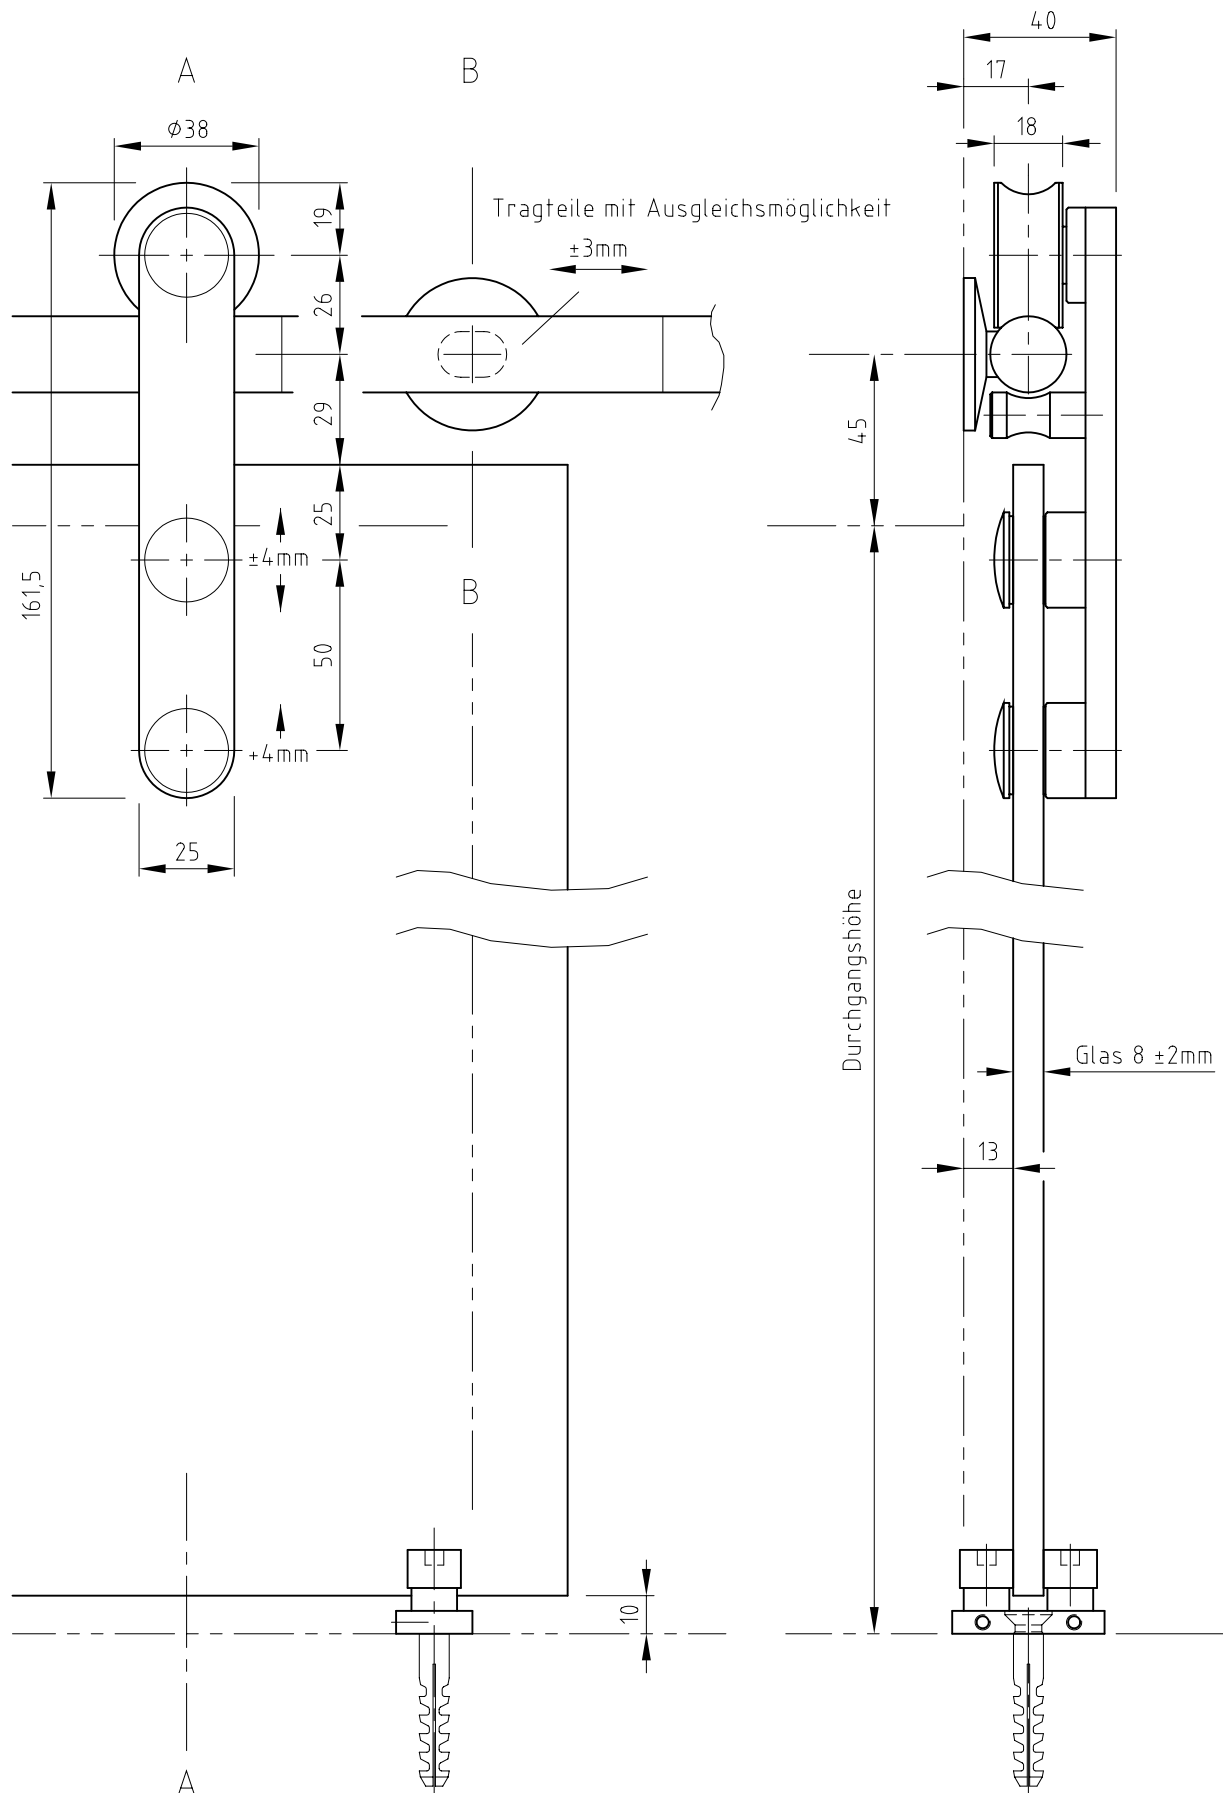 40
A
B
17
⌀38
18
19
Tragteile mit Ausgleichsmöglichkeit
±3mm
26
29
45
25
±4mm
161,5
B
50
+4mm
25
Durchgangshöhe
Glas 8 ±2mm
13
10
A